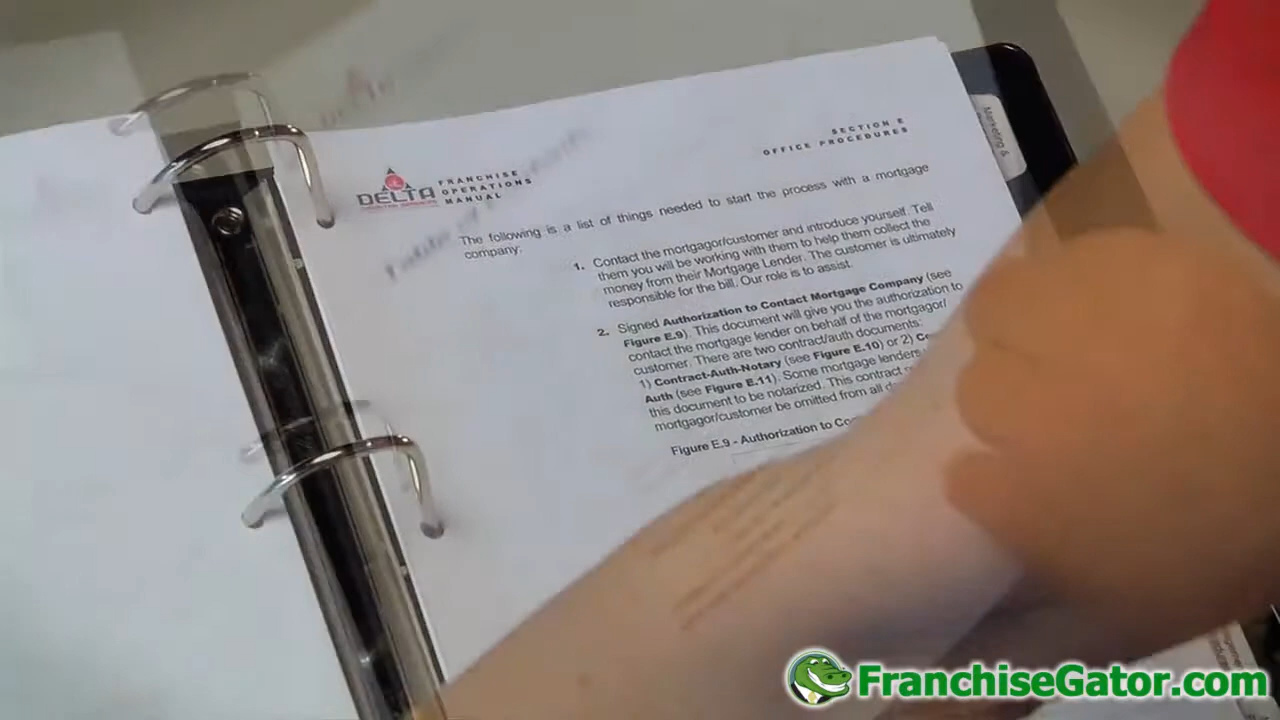 SECTION E
OFFICE PROCEDURES
DELTA
FRANCHISE
OPERATIONS
MANUAL
Marketing &
The following is a list of things needed to start the process with a mortgage
company:
1. Contact the mortgagor/customer and introduce yourself. Tell
them you will be working with them to help them collect the
money from their Mortgage Lender. The customer is ultimately
responsible for the bill. Our role is to assist.
2. Signed Authorization to Contact Mortgage Company (see
Figure E.9). This document will give you the authorization to
contact the mortgage lender on behalf of the mortgagor/
customer. There are two contract/auth documents:
1) Contract-Auth-Notary (see Figure E.10) or 2)
Auth (see Figure E.11). Some mortgage lenders
this document to be notarized. This contract
mortgagor/customer be omitted from all
Figure E.9 - Authorization to
FranchiseGator.com